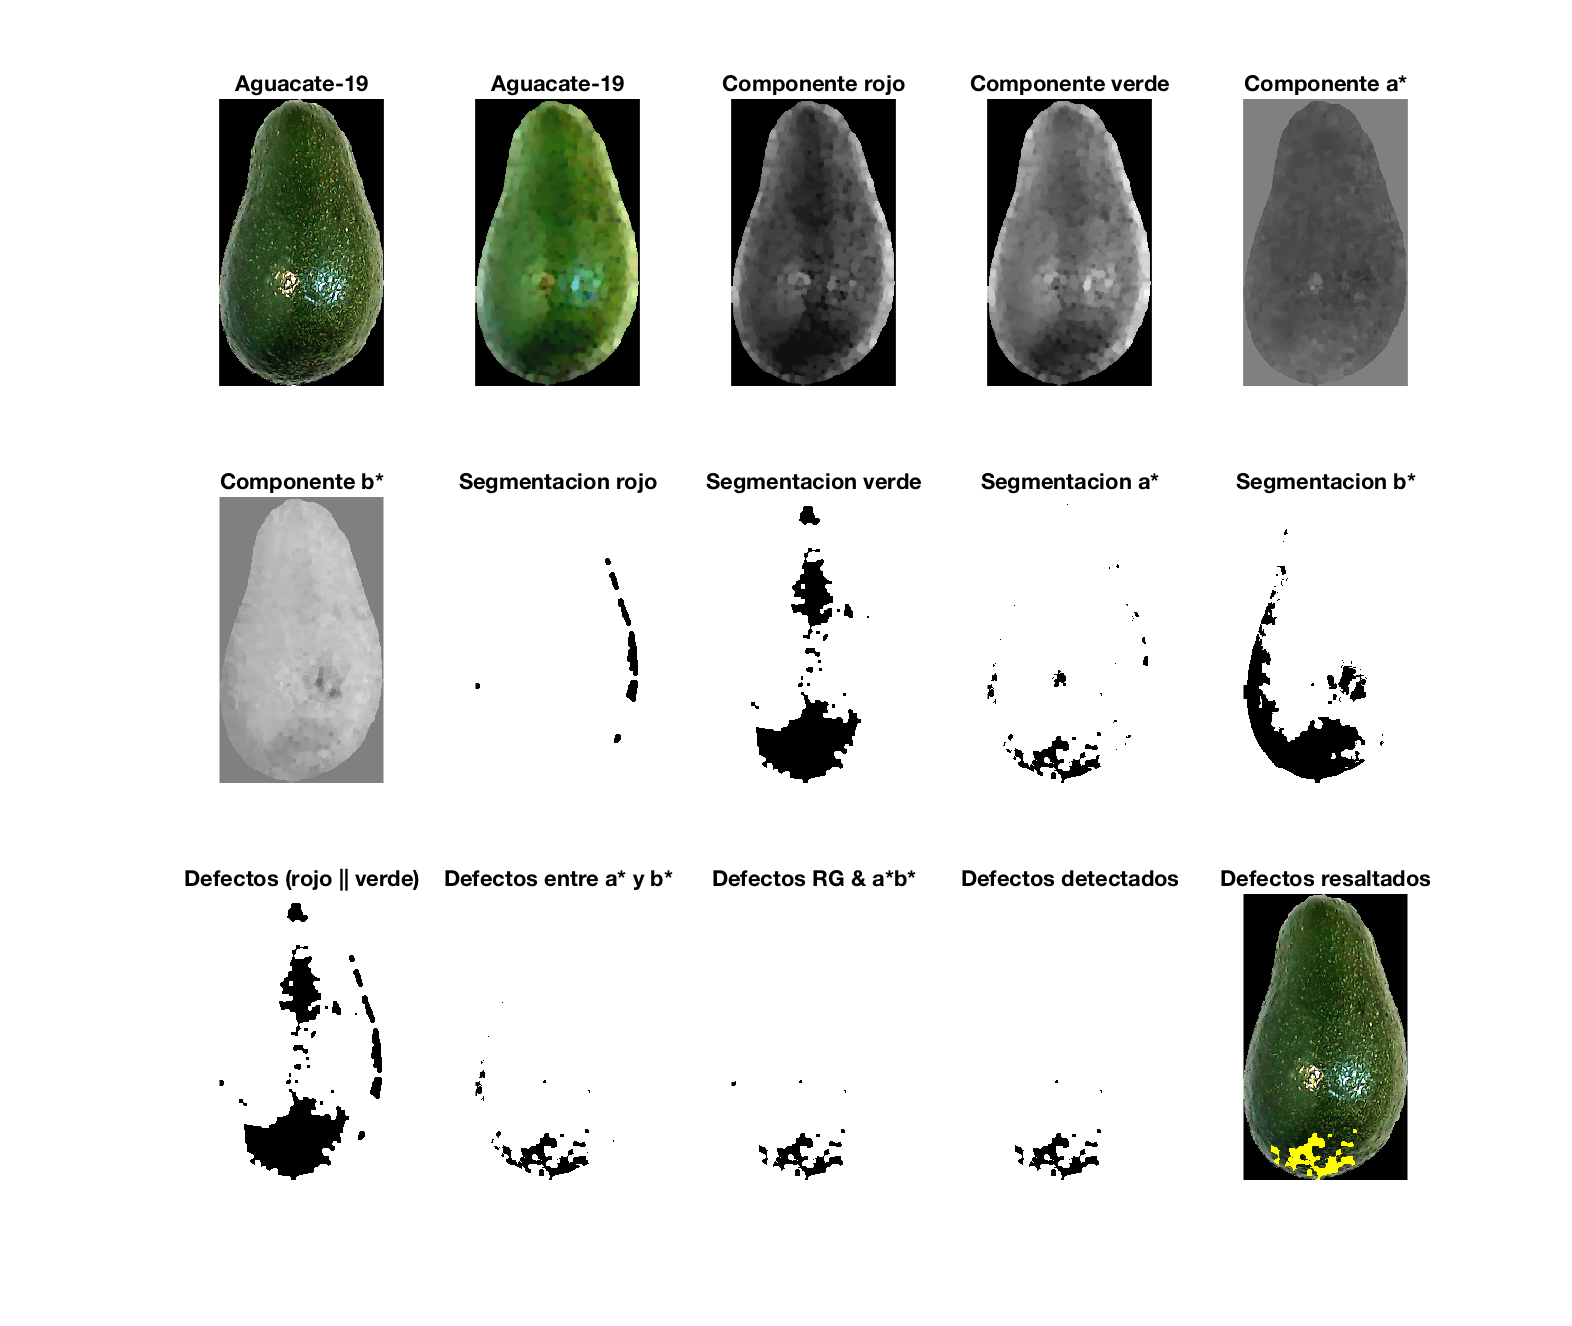 Aguacate-19
Aguacate-19
Componente rojo
Componente verde
Componente a*
Componente b*
Segmentacion rojo
Segmentacion verde
Segmentacion a*
Segmentacion b*
Defectos (rojo || verde)
Defectos entre a* y b*
Defectos RG & a*b*
Defectos detectados
Defectos resaltados